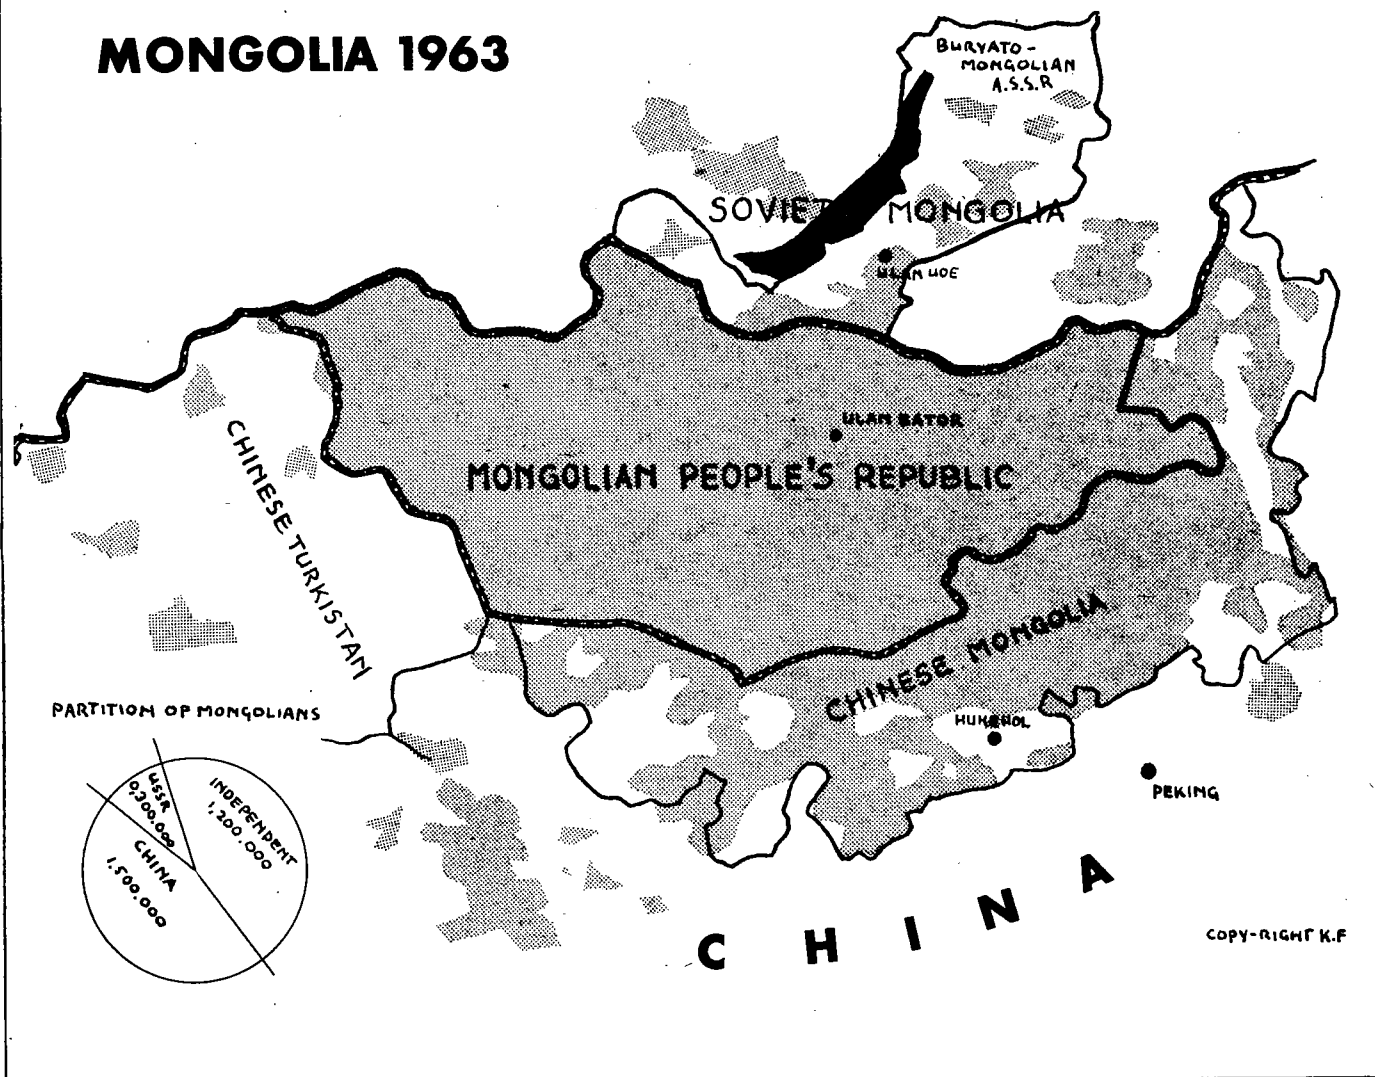 MONGOLIA 1963
BURYATO-
MONGOLIAN
A.S.S.R
SOVIET MONGOLIA
ULAN UDE
ULAN BATOR
MONGOLIAN PEOPLE'S REPUBLIC
CHINESE TURKISTAN
CHINESE MONGOLIA
PARTITION OF MONGOLIANS
USSR
0,300.000
INDEPENDENT
1,200.000
CHINA
1.500.000
PEKING
CHINA
COPY-RIGHT K.F